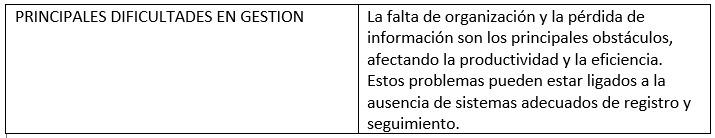 PRINCIPALES DIFICULTADES EN GESTION
La falta de organización y la pérdida de
información son los principales obstáculos,
afectando la productividad y la eficiencia.
Estos problemas pueden estar ligados a la
ausencia de sistemas adecuados de registro y
seguimiento.